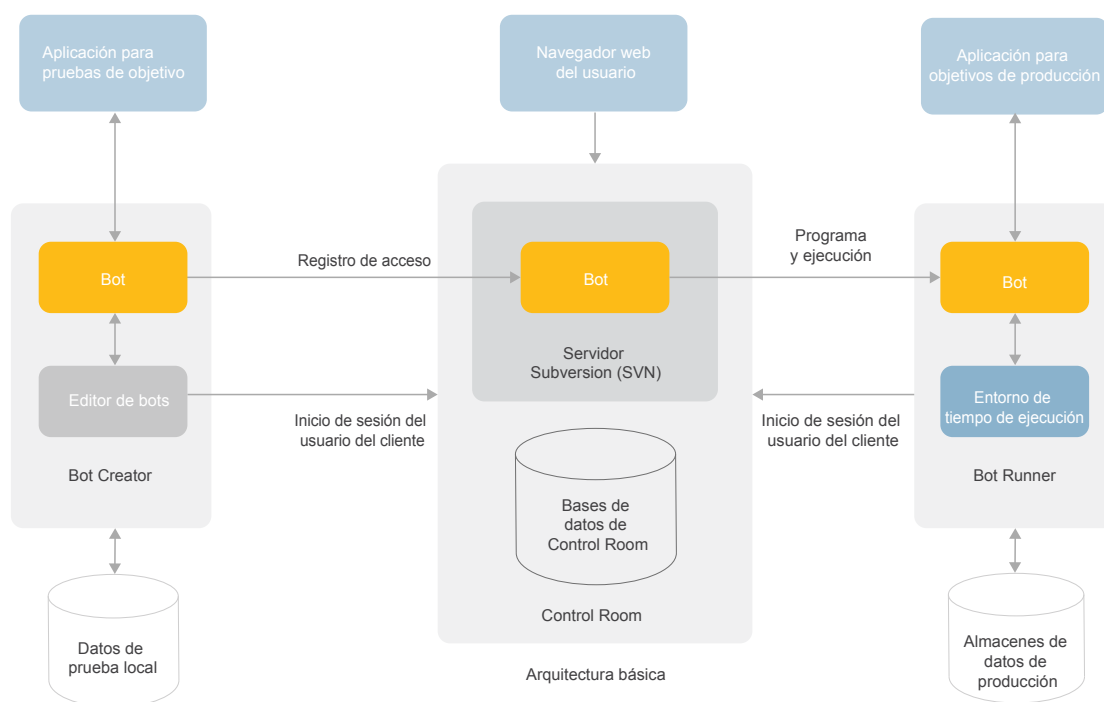 Aplicación para
pruebas de objetivo
Navegador web
del usuario
Aplicación para
objetivos de producción
Bot
Registro de acceso
Bot
Programa
y ejecución
Bot
Servidor
Subversion (SVN)
Editor de bots
Inicio de sesión del
usuario del cliente
Inicio de sesión del
usuario del cliente
Entorno de
tiempo de ejecución
Bot Creator
Bases de
datos de
Control Room
Bot Runner
Control Room
Datos de
prueba local
Almacenes de
datos de
producción
Arquitectura básica